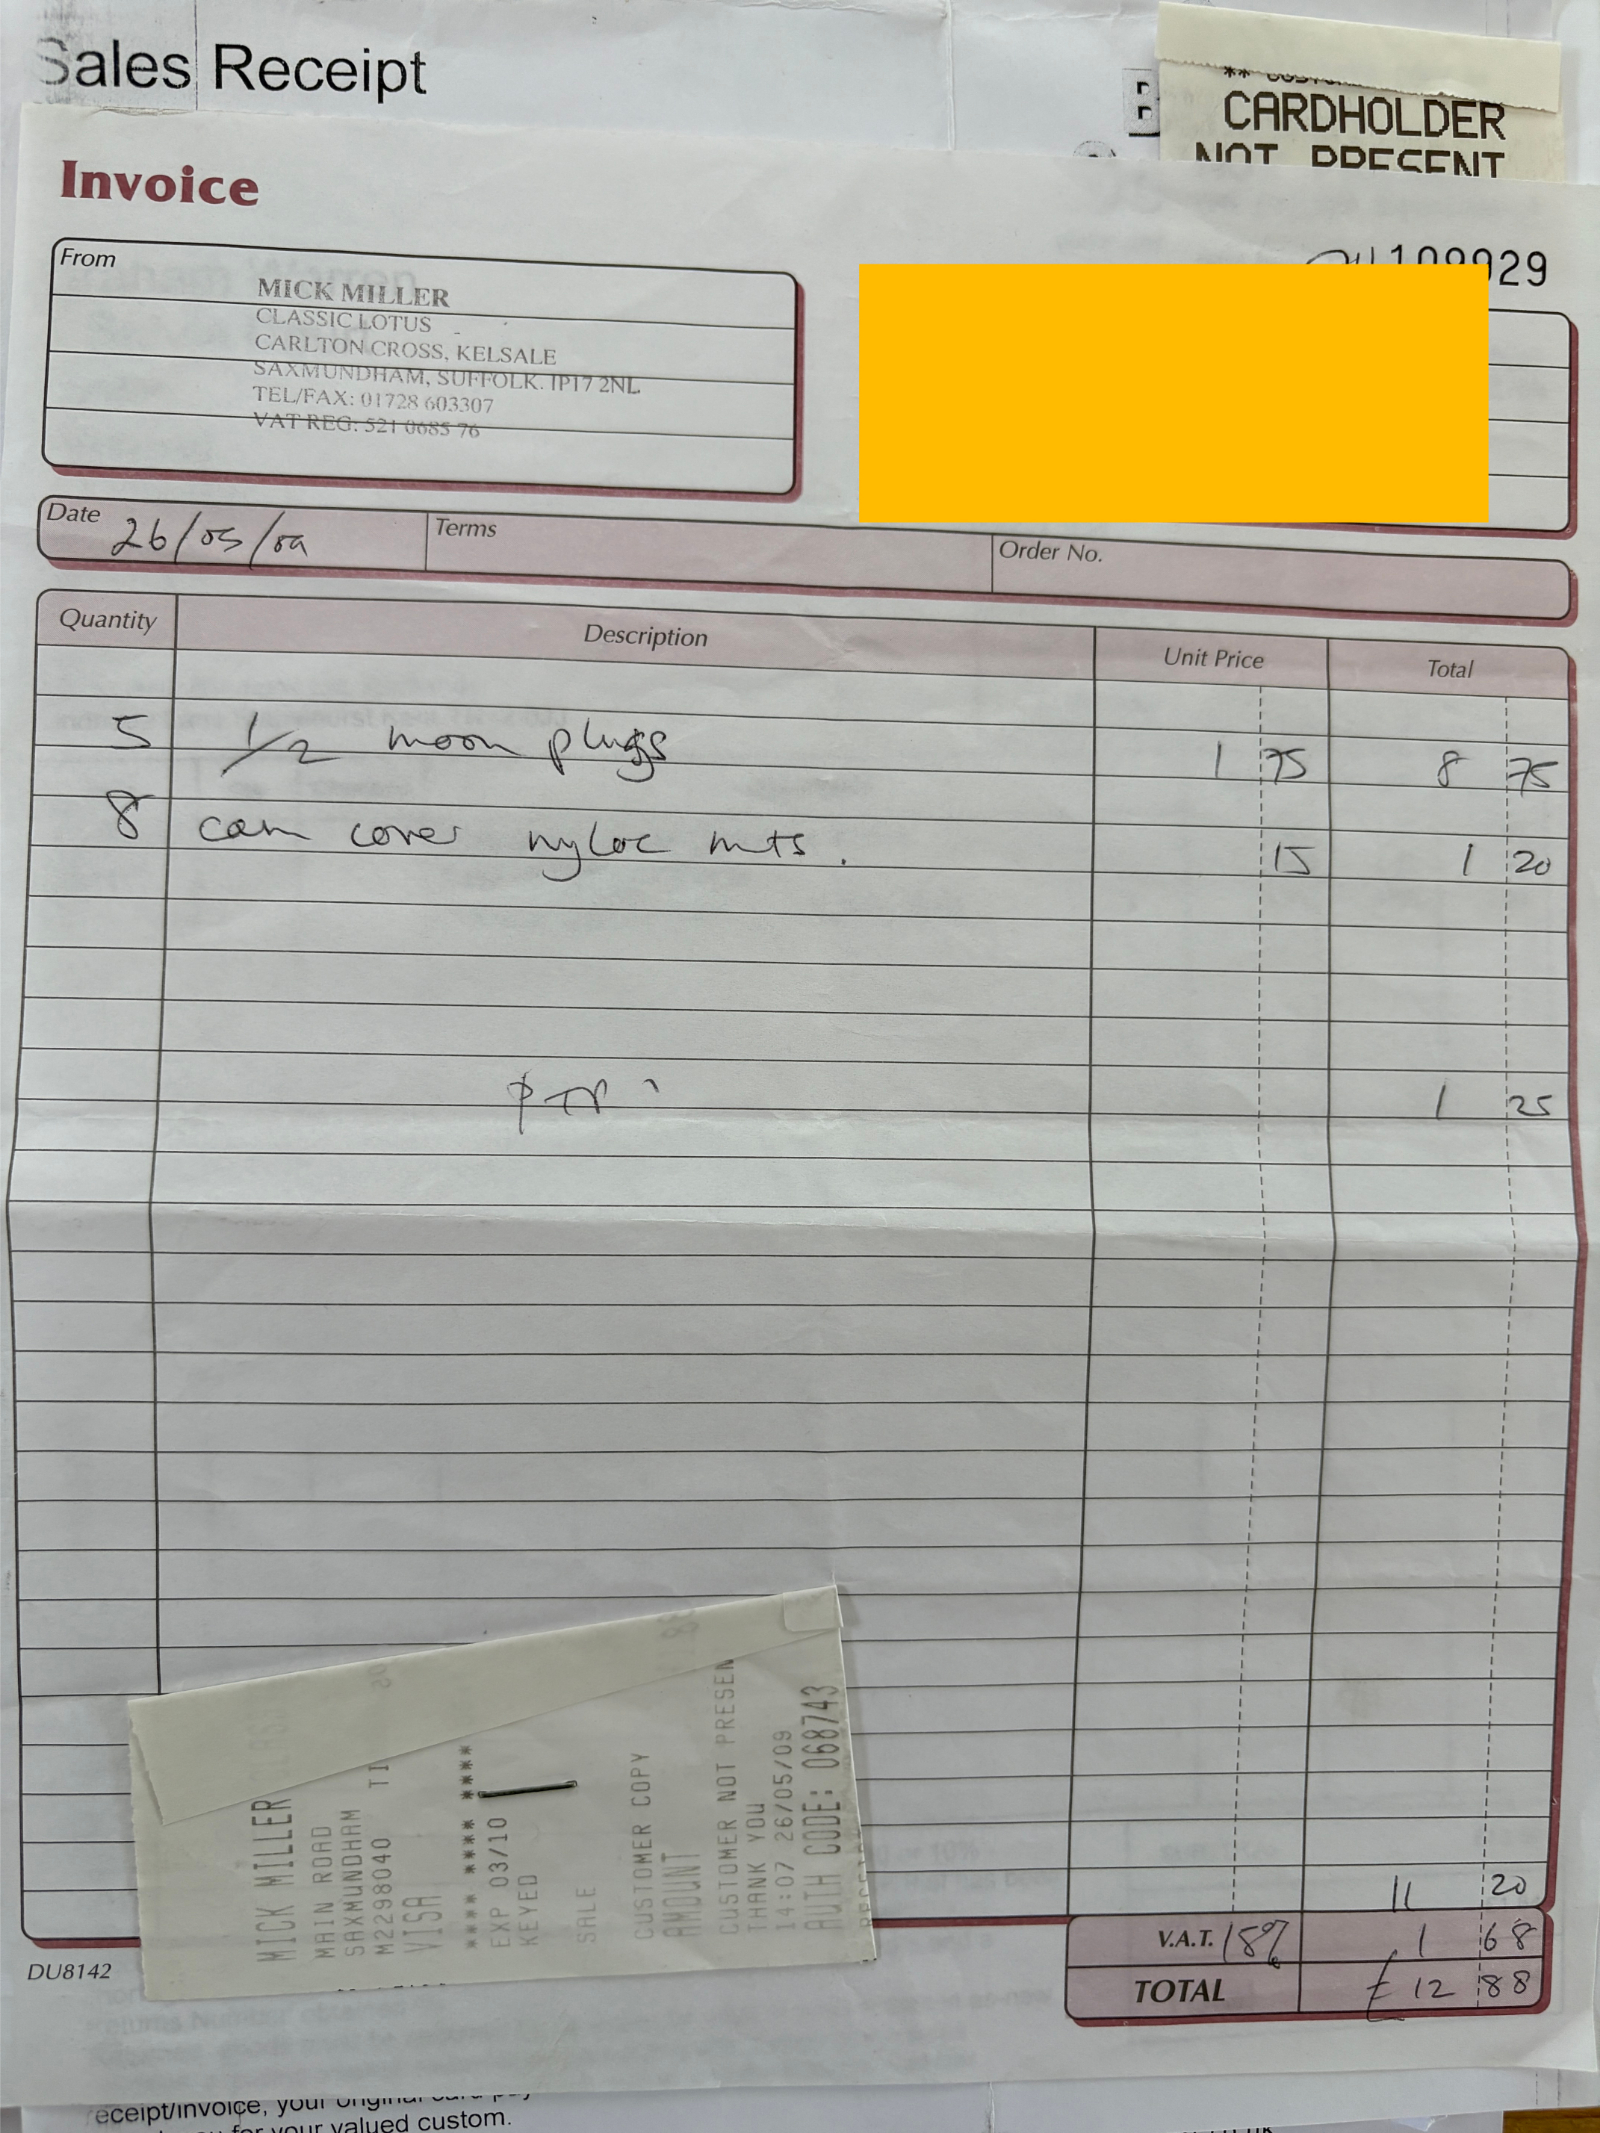 Sales Receipt
CARDHOLDER
NOT PRESENT
Invoice
109929
From
MICK MILLER
CLASSIC LOTUS
CARLTON CROSS, KELSALE
SAXMUNDHAM, SUFFOLK. IP17 2NL
TEL/FAX: 01728 603307
VAT REG: 521 0685 76
Date 26/05/09 Terms Order No.
Quantity Description Unit Price Total
5 1/2 moon plugs 1 75 8 75
8 cam cover nyloc nuts. 15 1 20
1 25
11 20
V.A.T. 15% 1 68
TOTAL £ 12 88
DU8142
MICK MILLER CLASS
MAIN ROAD
SAXMUNDHAM
M2298040 TI
VISA
**** **** **** ****
EXP 03/10
KEYED
SALE
CUSTOMER COPY
AMOUNT
CUSTOMER NOT PRESEN
THANK YOU
14:07 26/05/09
AUTH CODE: 068743
receipt/invoice, your original card
for your valued custom.